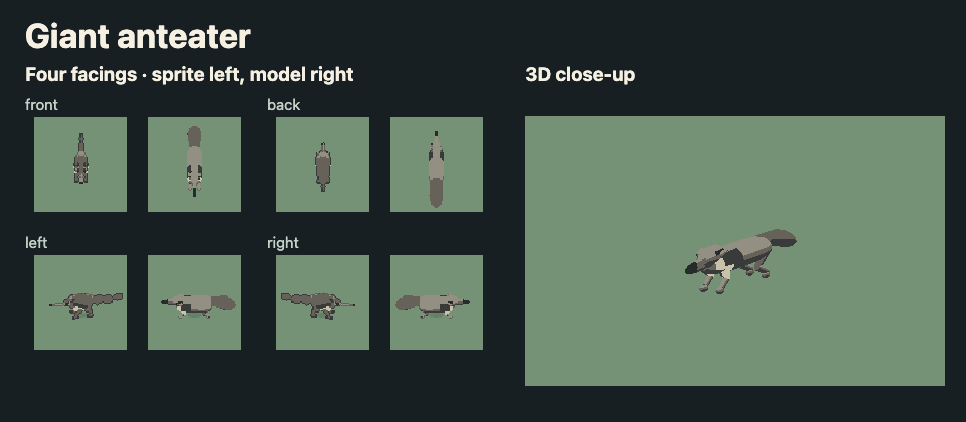 Giant anteater
Four facings · sprite left, model right
3D close-up
front
back
left
right